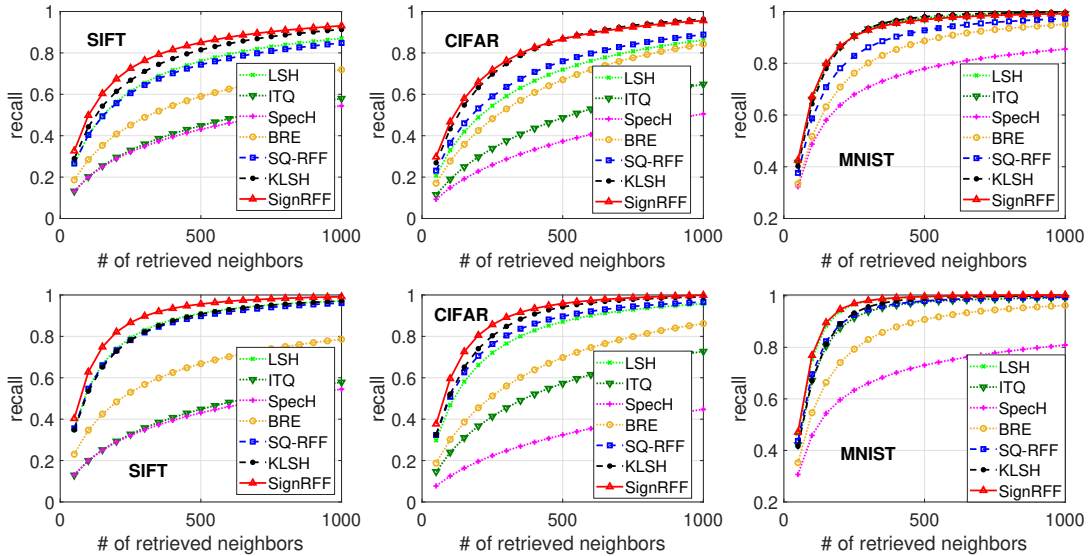 SIFT
recall
1
0.8
0.6
0.4
0.2
0
0
500
1000
# of retrieved neighbors
LSH
ITQ
SpecH
BRE
SQ-RFF
KLSH
SignRFF
CIFAR
recall
1
0.8
0.6
0.4
0.2
0
0
500
1000
# of retrieved neighbors
LSH
ITQ
SpecH
BRE
SQ-RFF
KLSH
SignRFF
MNIST
recall
1
0.8
0.6
0.4
0.2
0
500
1000
# of retrieved neighbors
LSH
ITQ
SpecH
BRE
SQ-RFF
KLSH
SignRFF
SIFT
recall
1
0.8
0.6
0.4
0.2
0
0
500
1000
# of retrieved neighbors
LSH
ITQ
SpecH
BRE
SQ-RFF
KLSH
SignRFF
CIFAR
recall
1
0.8
0.6
0.4
0.2
0
0
500
1000
# of retrieved neighbors
LSH
ITQ
SpecH
BRE
SQ-RFF
KLSH
SignRFF
MNIST
recall
1
0.8
0.6
0.4
0.2
0
500
1000
# of retrieved neighbors
LSH
ITQ
SpecH
BRE
SQ-RFF
KLSH
SignRFF